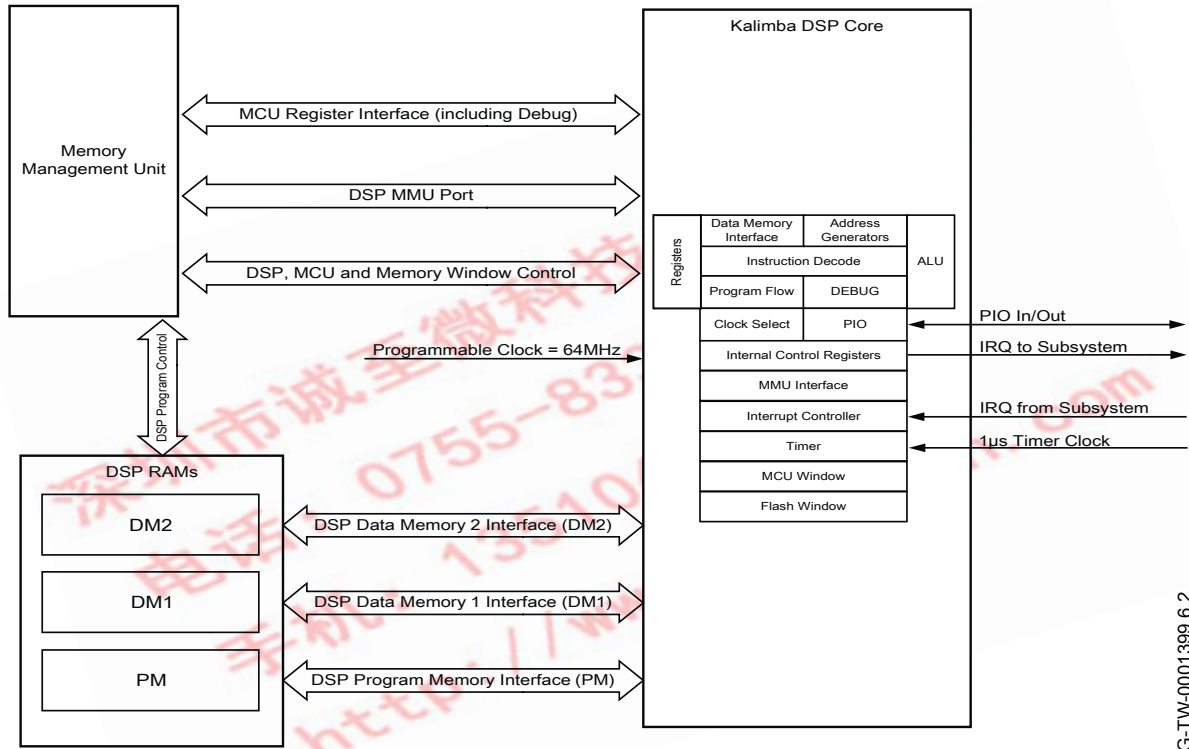 Kalimba DSP Core
MCU Register Interface (including Debug)
Memory
Management Unit
DSP MMU Port
DSP, MCU and Memory Window Control
Registers
Data Memory
Interface
Address
Generators
ALU
Instruction Decode
Program Flow
DEBUG
Clock Select
PIO
PIO In/Out
Programmable Clock = 64MHz
Internal Control Registers
IRQ to Subsystem
MMU Interface
Interrupt Controller
IRQ from Subsystem
Timer
1µs Timer Clock
MCU Window
Flash Window
DSP Program Control
DSP RAMs
DM2
DSP Data Memory 2 Interface (DM2)
DM1
DSP Data Memory 1 Interface (DM1)
PM
DSP Program Memory Interface (PM)
G-TW-0001399.6.2
深圳市诚至微科技
电话：0755-83
手机：13510
http://ww
.com